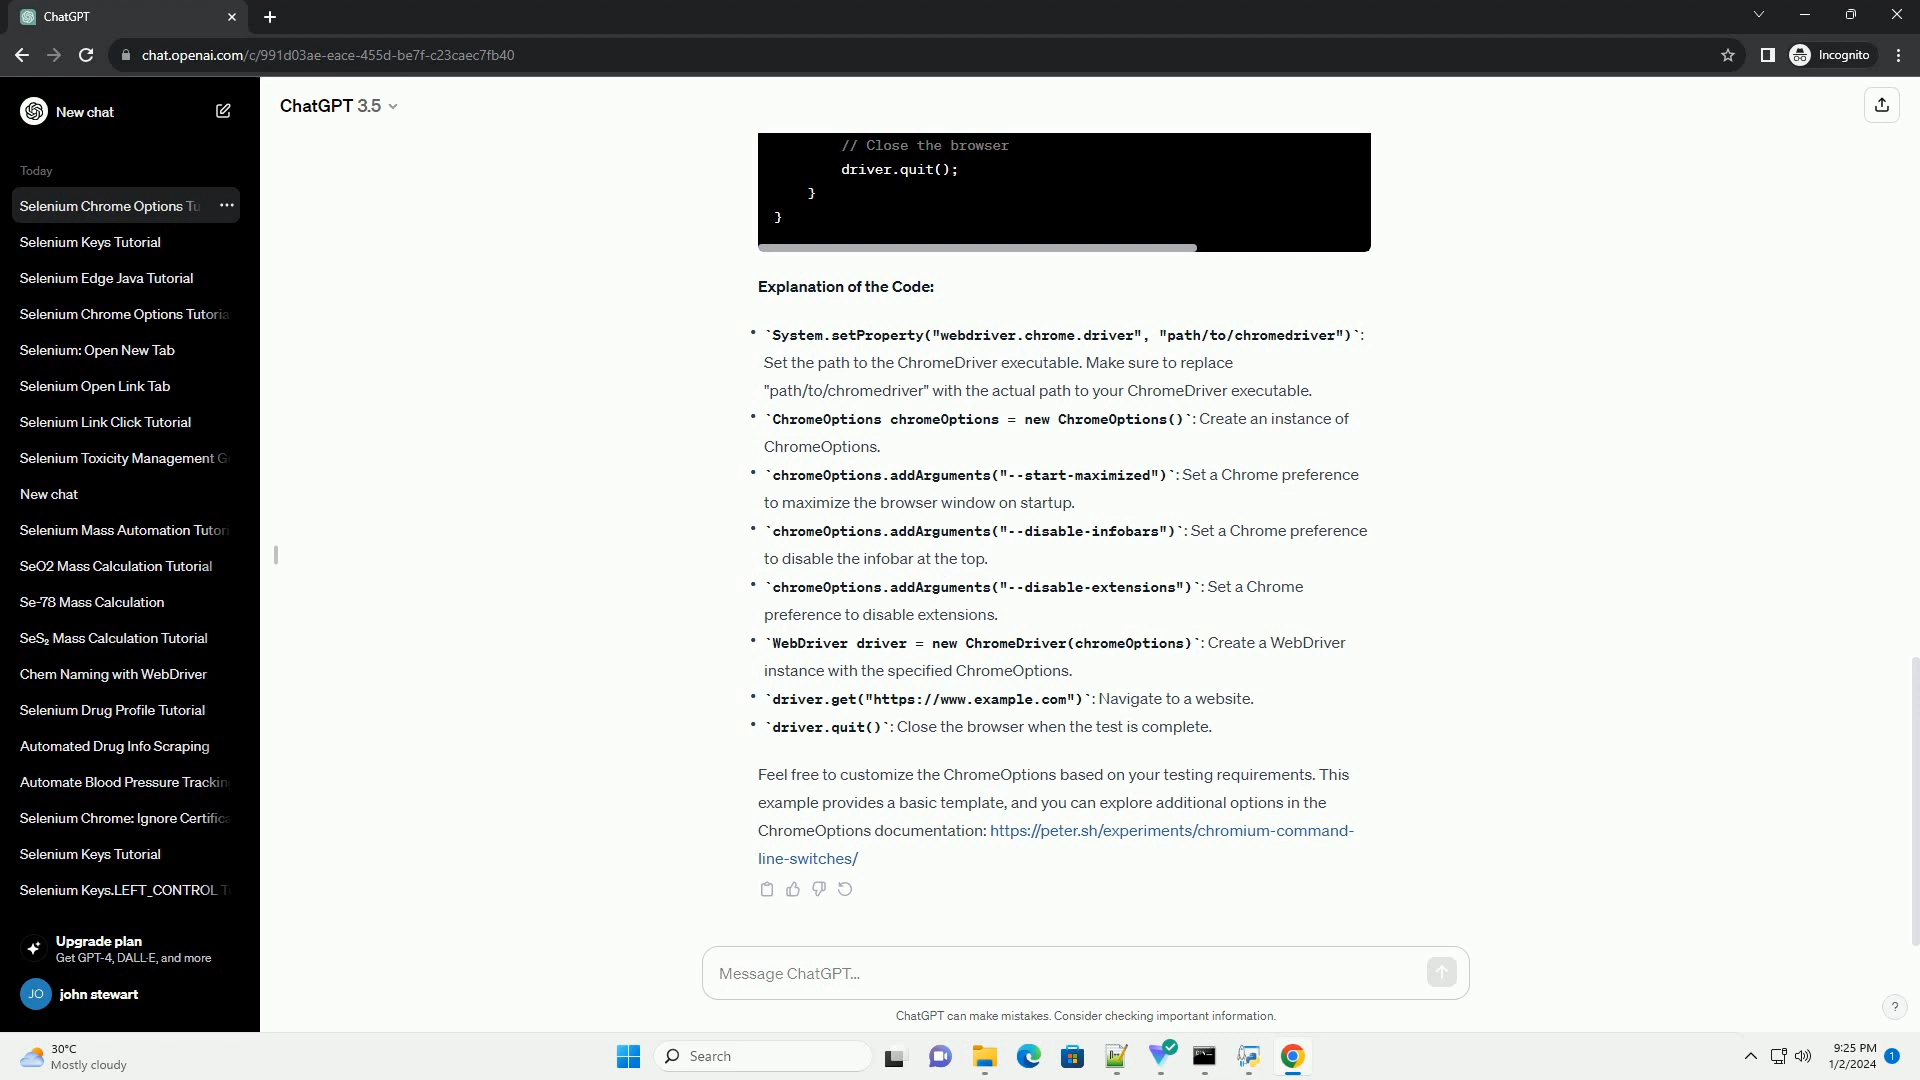 ChatGPT
chat.openai.com/c/991d03ae-eace-455d-be7f-c23caec7fb40
Incognito
New chat
Today
Selenium Chrome Options Tu
Selenium Keys Tutorial
Selenium Edge Java Tutorial
Selenium Chrome Options Tutoria
Selenium: Open New Tab
Selenium Open Link Tab
Selenium Link Click Tutorial
Selenium Toxicity Management G
New chat
Selenium Mass Automation Tutori
SeO2 Mass Calculation Tutorial
Se-78 Mass Calculation
SeS₂ Mass Calculation Tutorial
Chem Naming with WebDriver
Selenium Drug Profile Tutorial
Automated Drug Info Scraping
Automate Blood Pressure Tracking
Selenium Chrome: Ignore Certifica
Selenium Keys Tutorial
Selenium Keys.LEFT_CONTROL T
Upgrade plan
Get GPT-4, DALL·E, and more
JO john stewart
ChatGPT 3.5
// Close the browser
driver.quit();
}
}
Explanation of the Code:
• `System.setProperty("webdriver.chrome.driver", "path/to/chromedriver")`:
Set the path to the ChromeDriver executable. Make sure to replace
"path/to/chromedriver" with the actual path to your ChromeDriver executable.
• `ChromeOptions chromeOptions = new ChromeOptions()`: Create an instance of
ChromeOptions.
• `chromeOptions.addArguments("--start-maximized")`: Set a Chrome preference
to maximize the browser window on startup.
• `chromeOptions.addArguments("--disable-infobars")`: Set a Chrome preference
to disable the infobar at the top.
• `chromeOptions.addArguments("--disable-extensions")`: Set a Chrome
preference to disable extensions.
• `WebDriver driver = new ChromeDriver(chromeOptions)`: Create a WebDriver
instance with the specified ChromeOptions.
• `driver.get("https://www.example.com")`: Navigate to a website.
• `driver.quit()`: Close the browser when the test is complete.
Feel free to customize the ChromeOptions based on your testing requirements. This
example provides a basic template, and you can explore additional options in the
ChromeOptions documentation: https://peter.sh/experiments/chromium-command-
line-switches/
Message ChatGPT...
ChatGPT can make mistakes. Consider checking important information.
?
30°C
Mostly cloudy
Search
9:25 PM
1/2/2024
1